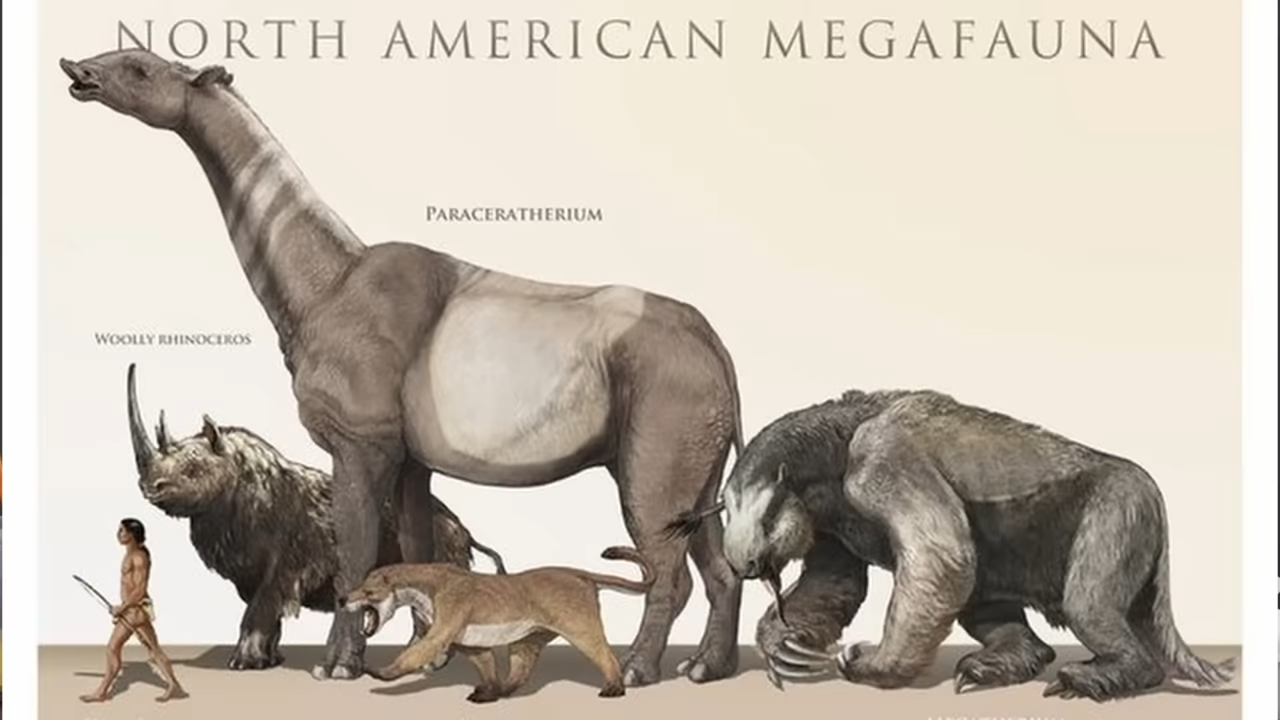 NORTH AMERICAN MEGAFAUNA
PARACERATHERIUM
WOOLLY RHINOCEROS